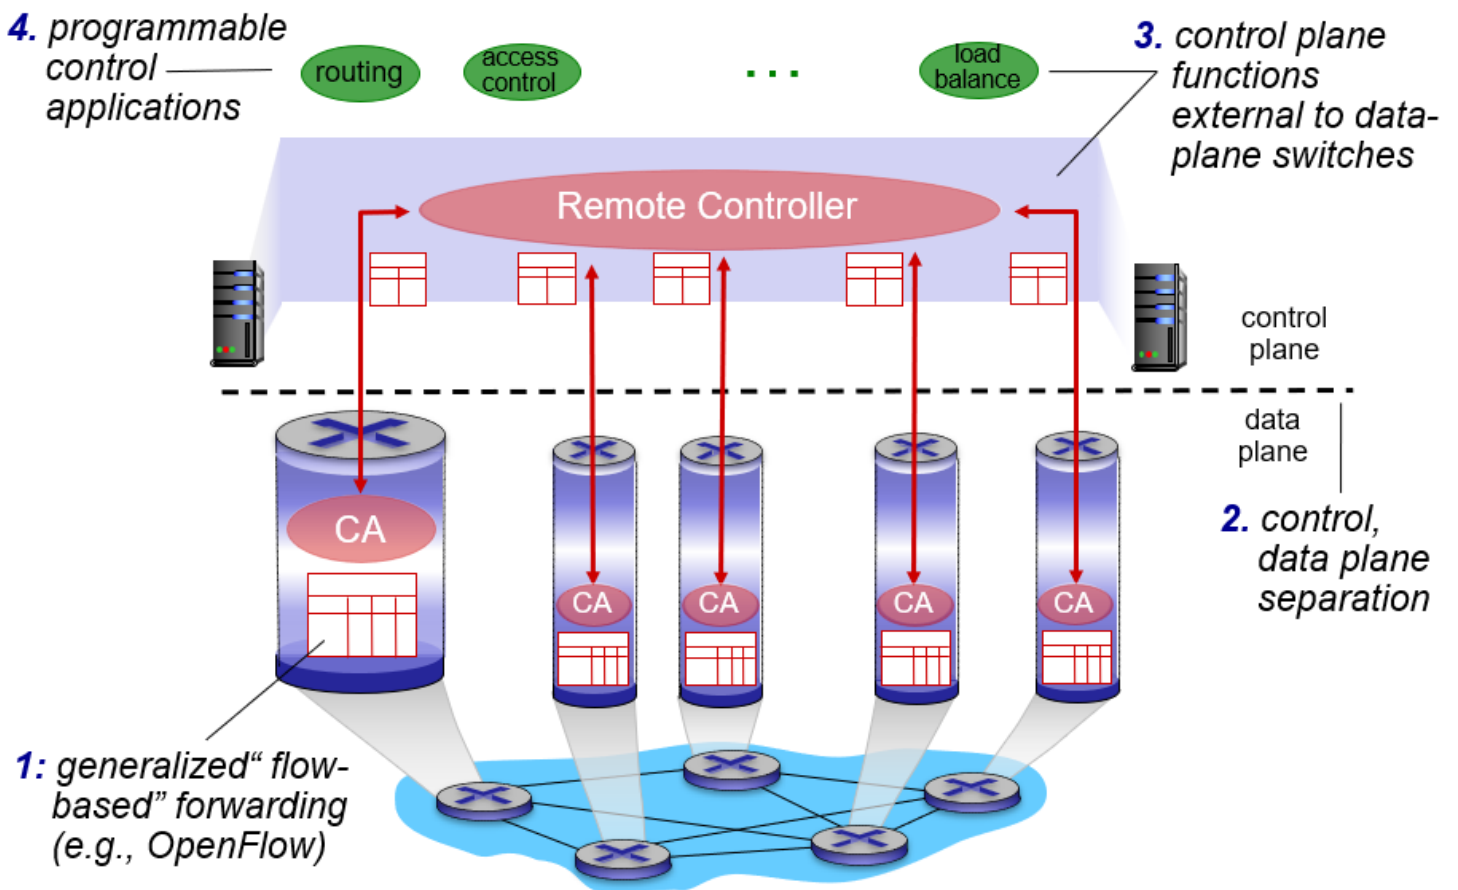 4. programmable
control
applications
routing
access
control
...
load
balance
3. control plane
functions
external to data-
plane switches
Remote Controller
control
plane
data
plane
2. control,
data plane
separation
CA
CA
CA
CA
CA
1: generalized“ flow-
based” forwarding
(e.g., OpenFlow)